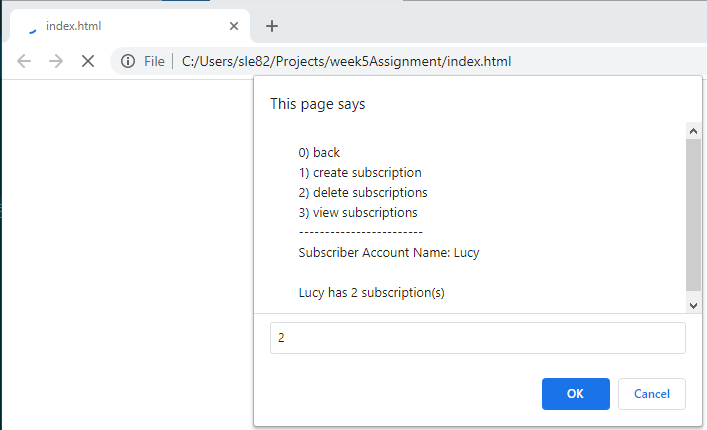 index.html
File C:/Users/sle82/Projects/week5Assignment/index.html
This page says
0) back
1) create subscription
2) delete subscriptions
3) view subscriptions
------------------------
Subscriber Account Name: Lucy
Lucy has 2 subscription(s)
2
OK Cancel